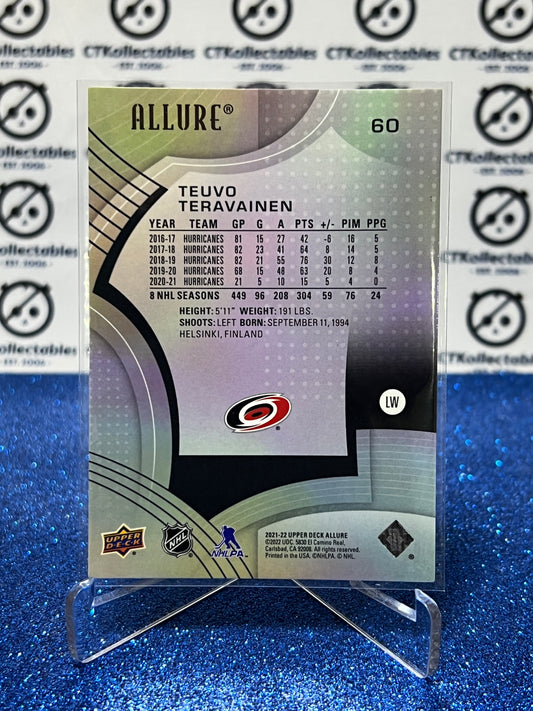 CTKollectables
EST. 2006
ALLURE®
60
TEUVO
TERAVAINEN
YEAR TEAM GP G A PTS +/- PIM PPG
2016-17 HURRICANES 81 15 27 42 -6 16 5
2017-18 HURRICANES 82 23 41 64 8 14 5
2018-19 HURRICANES 82 21 55 76 30 12 8
2019-20 HURRICANES 68 15 48 63 20 8 4
2020-21 HURRICANES 21 5 10 15 5 4 0
8 NHL SEASONS 449 96 208 304 59 76 24
HEIGHT: 5'11" WEIGHT: 191 LBS.
SHOOTS: LEFT BORN: SEPTEMBER 11, 1994
HELSINKI, FINLAND
LW
UPPER DECK
NHL
NHLPA
2021-22 UPPER DECK ALLURE
©2022 UDC. 5830 El Camino Real,
Carlsbad, CA 92008. All rights reserved.
Printed in the USA. ©NHLPA. © NHL.